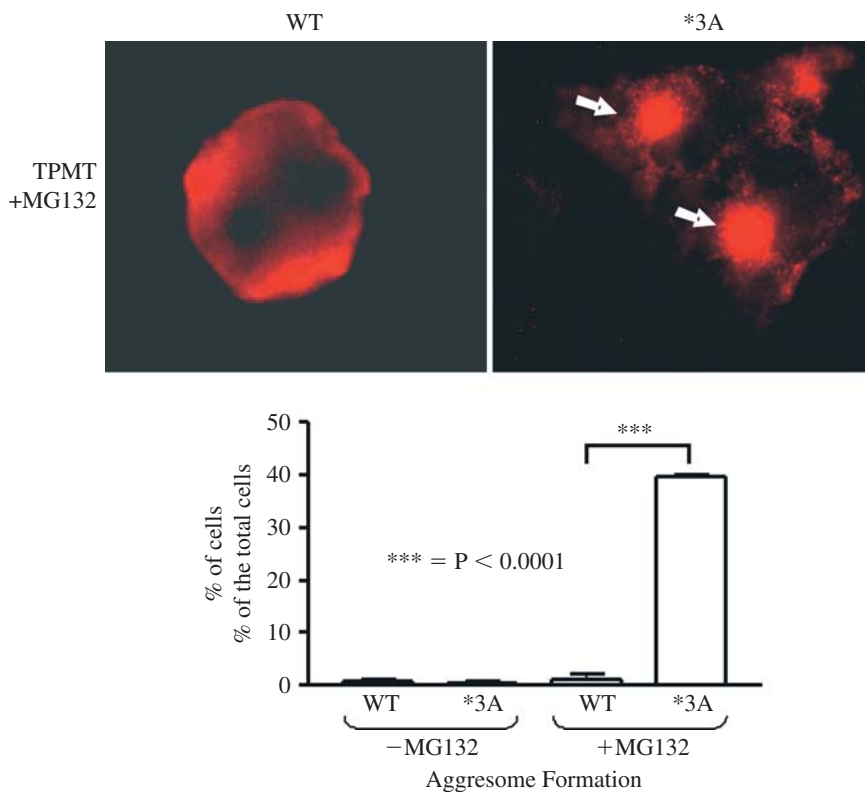 WT
*3A
TPMT
+MG132
50
40
30
20
10
0
% of cells
% of the total cells
***
*** = P < 0.0001
WT
*3A
WT
*3A
−MG132
+MG132
Aggresome Formation